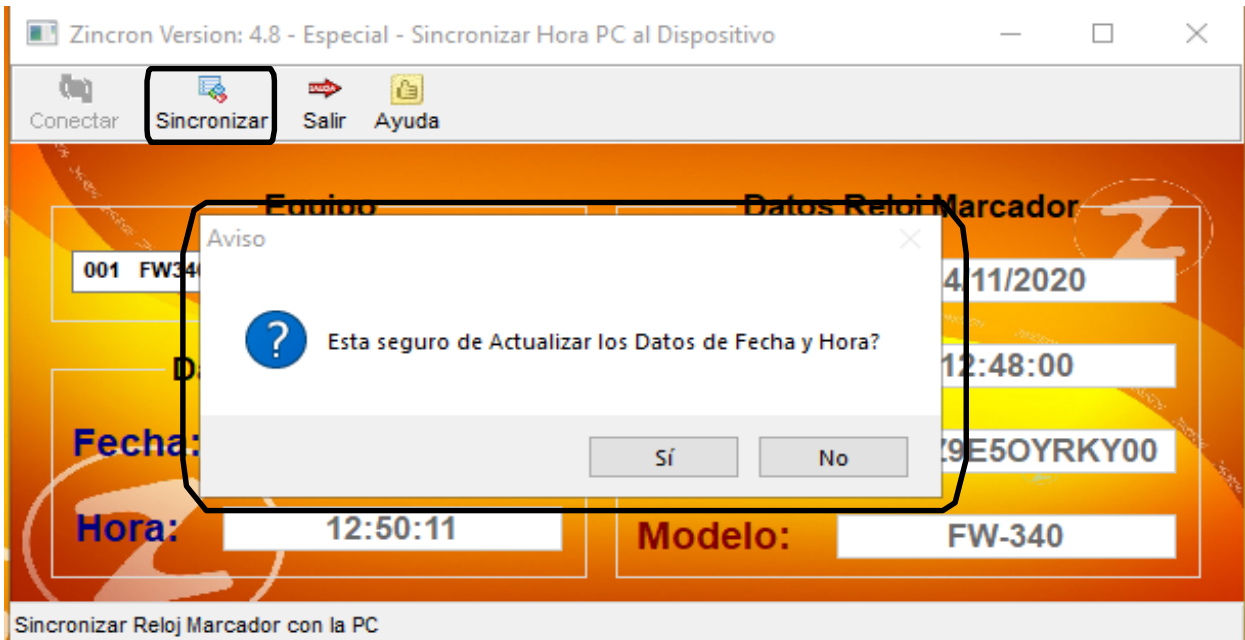 Zincron Version: 4.8 - Especial - Sincronizar Hora PC al Dispositivo
Conectar Sincronizar Salir Ayuda
Equipo
Datos Reloj Marcador
Aviso
001 FW340
4/11/2020
Esta seguro de Actualizar los Datos de Fecha y Hora?
12:48:00
Fecha:
Sí No
Z9E5OYRKY00
Hora: 12:50:11
Modelo: FW-340
Sincronizar Reloj Marcador con la PC